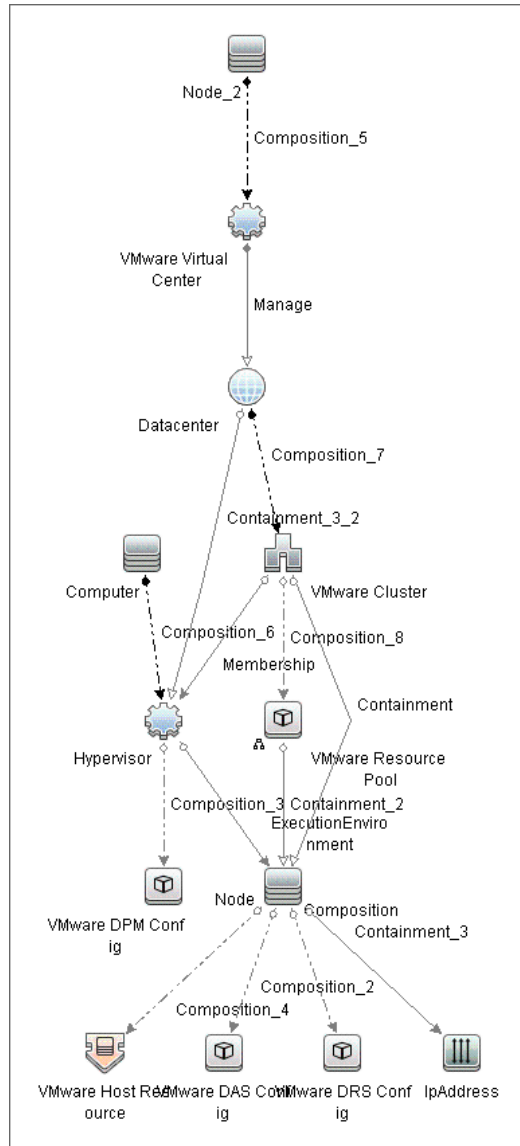 Node_2
Composition_5
VMware Virtual
Center
Manage
Datacenter
Composition_7
Containment_3_2
Computer
VMware Cluster
Composition_6
Composition_8
Membership
Containment
Hypervisor
VMware Resource
Pool
Composition_3
Containment_2
ExecutionEnviro
nment
VMware DPM Conf
ig
Node
Composition
Containment_3
Composition_2
Composition_4
VMware Host Res
ource
VMware DAS Conf
ig
VMware DRS Conf
ig
IpAddress